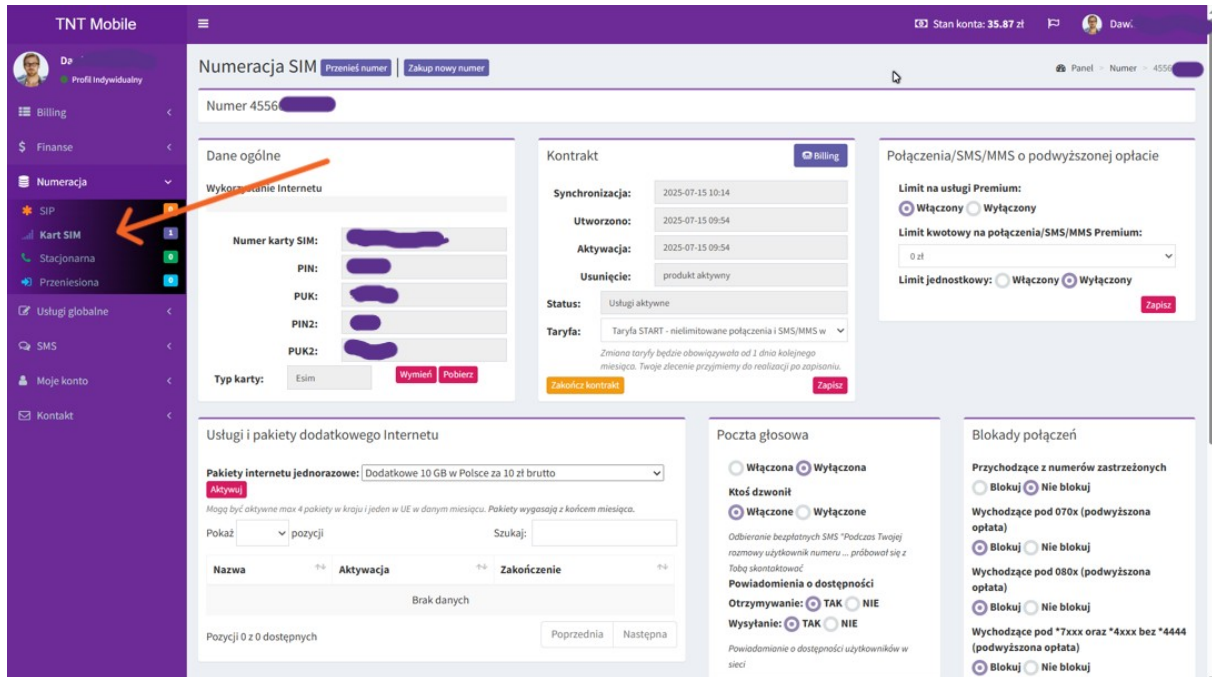 TNT Mobile
Stan konta: 35.87 zł
Daw
Da
Profil Indywidualny
Billing
Finanse
Numeracja
SIP 0
Kart SIM 1
Stacjonarna 0
Przeniesiona 0
Usługi globalne
SMS
Moje konto
Kontakt
Numeracja SIM Przenieś numer | Zakup nowy numer
Panel > Numer > 4556
Numer 4556
Dane ogólne
Wykorzystanie Internetu
Numer karty SIM:
PIN:
PUK:
PIN2:
PUK2:
Typ karty: Esim Wymień Pobierz
Kontrakt Billing
Synchronizacja: 2025-07-15 10:14
Utworzono: 2025-07-15 09:54
Aktywacja: 2025-07-15 09:54
Usunięcie: produkt aktywny
Status: Usługi aktywne
Taryfa: Taryfa START - nielimitowane połączenia i SMS/MMS w
Zmiana taryfy będzie obowiązywała od 1 dnia kolejnego
miesiąca. Twoje zlecenie przyjmiemy do realizacji po zapisaniu.
Zakończ kontrakt Zapisz
Połączenia/SMS/MMS o podwyższonej opłacie
Limit na usługi Premium:
Włączony Wyłączony
Limit kwotowy na połączenia/SMS/MMS Premium:
0 zł
Limit jednostkowy: Włączony Wyłączony
Zapisz
Usługi i pakiety dodatkowego Internetu
Pakiety internetu jednorazowe: Dodatkowe 10 GB w Polsce za 10 zł brutto
Aktywuj
Mogą być aktywne max 4 pakiety w kraju i jeden w UE w danym miesiącu. Pakiety wygasają z końcem miesiąca.
Pokaż pozycji Szukaj:
Nazwa Aktywacja Zakończenie
Brak danych
Pozycji 0 z 0 dostępnych Poprzednia Następna
Poczta głosowa
Włączona Wyłączona
Ktoś dzwonił
Włączone Wyłączone
Odbieranie bezpłatnych SMS "Podczas Twojej
rozmowy użytkownik numeru ... próbował się z
Tobą skontaktować
Powiadomienia o dostępności
Otrzymywanie: TAK NIE
Wysyłanie: TAK NIE
Powiadomianie o dostępności użytkowników w
sieci
Blokady połączeń
Przychodzące z numerów zastrzeżonych
Blokuj Nie blokuj
Wychodzące pod 070x (podwyższona
opłata)
Blokuj Nie blokuj
Wychodzące pod 080x (podwyższona
opłata)
Blokuj Nie blokuj
Wychodzące pod *7xxx oraz *4xxx bez *4444
(podwyższona opłata)
Blokuj Nie blokuj